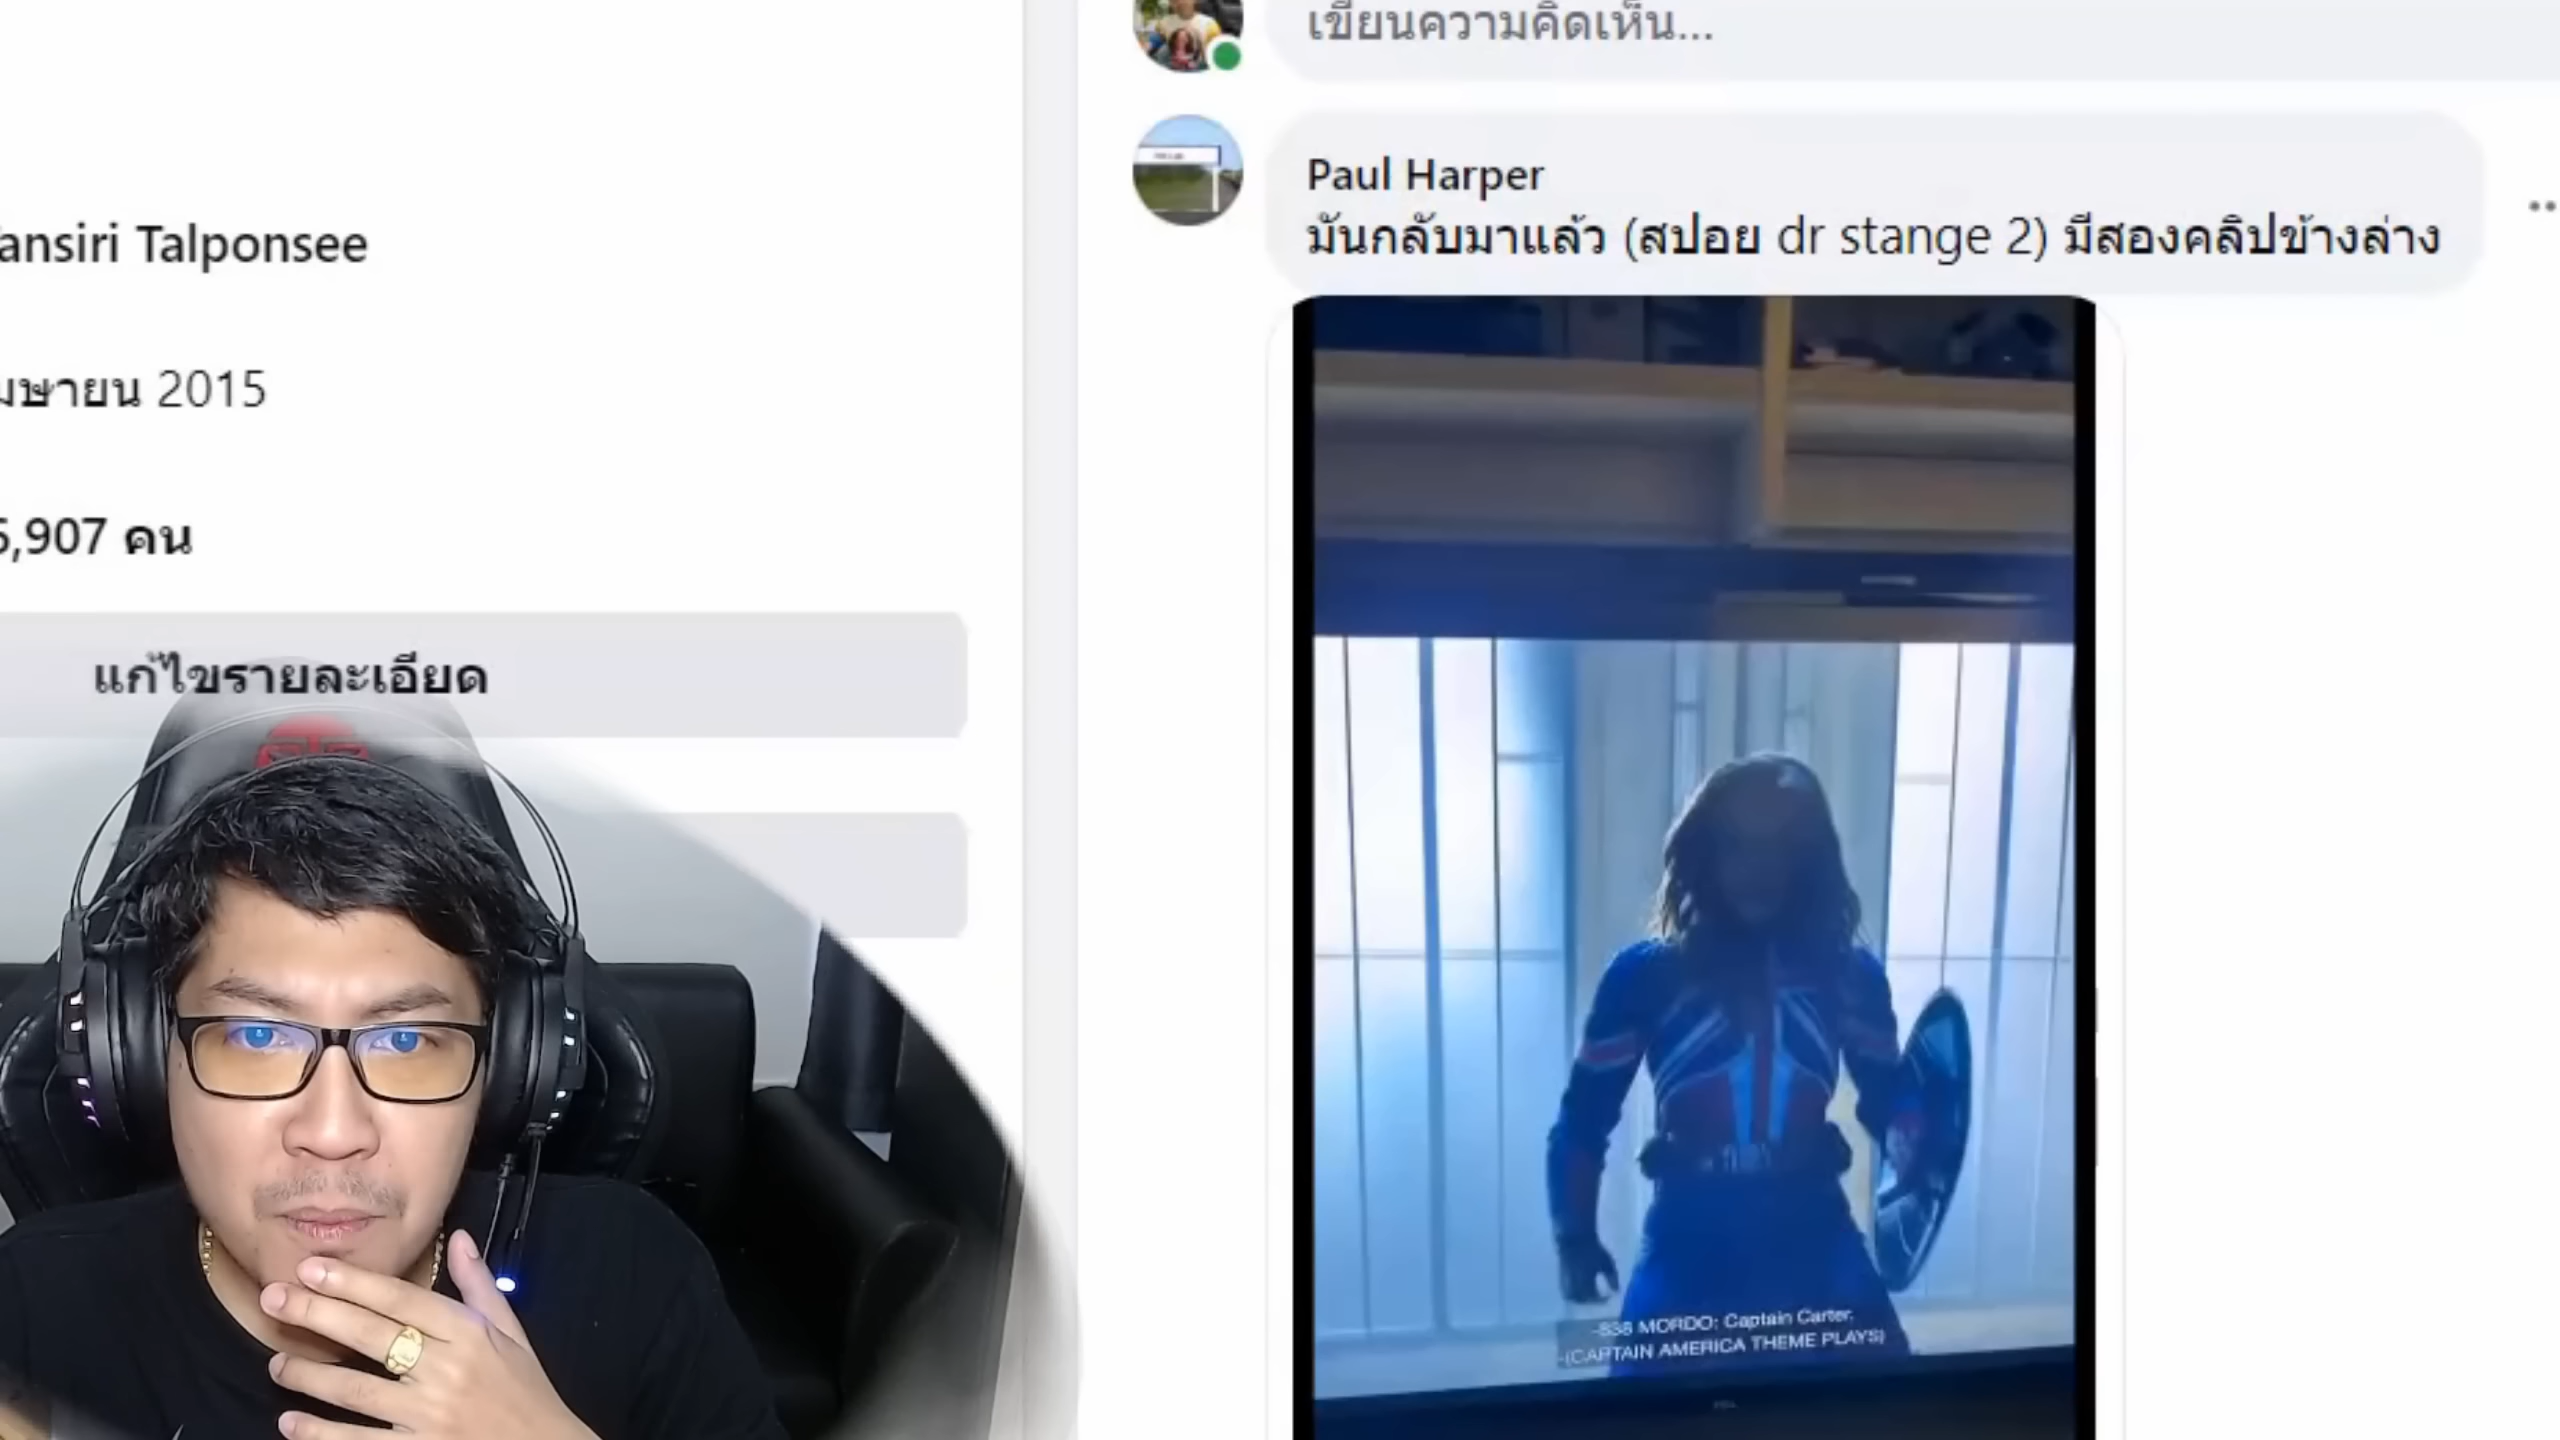 เขียนความคิดเห็น...
Paul Harper
มันกลับมาแล้ว (สปอย dr stange 2) มีสองคลิปข้างล่าง
ansiri Talponsee
มษายน 2015
,907 คน
แก้ไขรายละเอียด
-838 MORDO: Captain Carter.
-(CAPTAIN AMERICA THEME PLAYS)